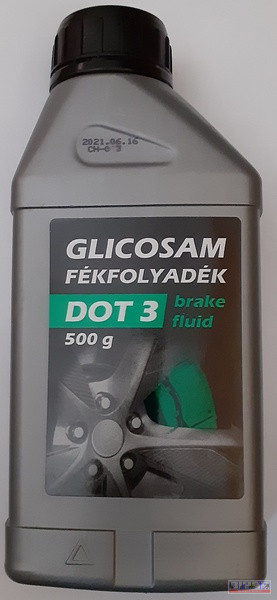 2021.06.16
GLICOSAM
FÉKFOLYADÉK
DOT 3 brake
fluid
500 g